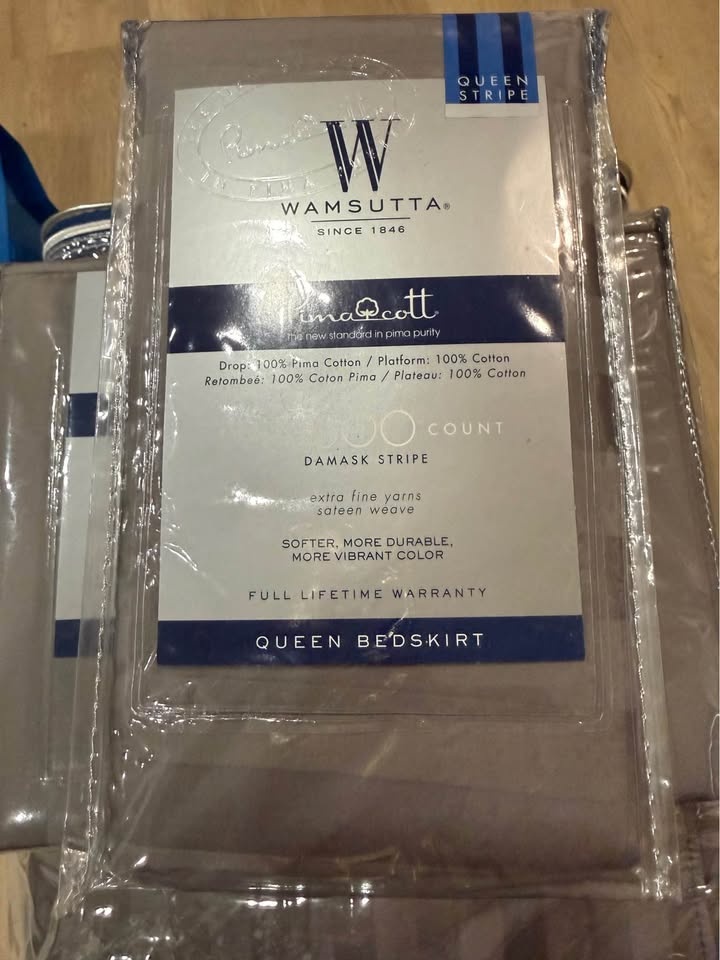 QUEEN
STRIPE
W
WAMSUTTA®
SINCE 1846
Pimacott®
The new standard in pima purity
Drop: 100% Pima Cotton / Platform: 100% Cotton
Retombeé: 100% Coton Pima / Plateau: 100% Cotton
COUNT
DAMASK STRIPE
extra fine yarns
sateen weave
SOFTER, MORE DURABLE,
MORE VIBRANT COLOR
FULL LIFETIME WARRANTY
QUEEN BEDSKIRT